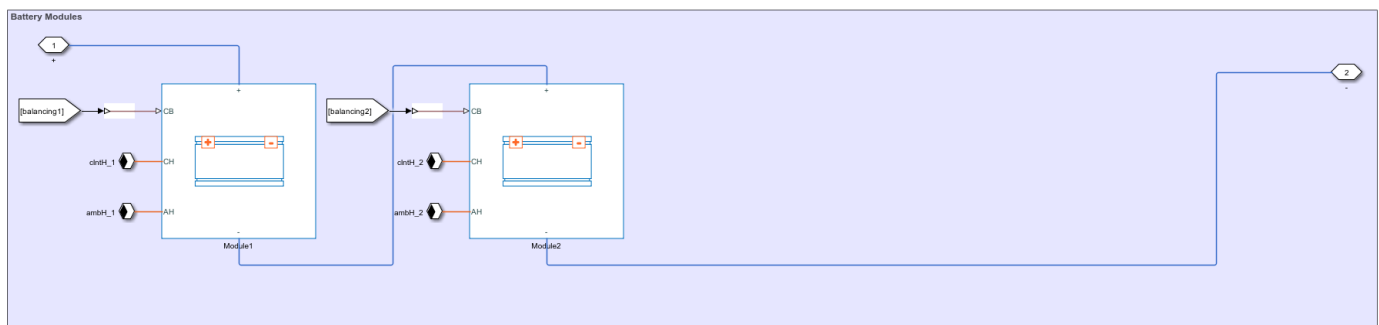 Battery Modules
1
+
2
-
+
+
[balancing1]
CB
[balancing2]
CB
+ -
+ -
clntH_1
CH
clntH_2
CH
ambH_1
AH
ambH_2
AH
-
-
Module1
Module2